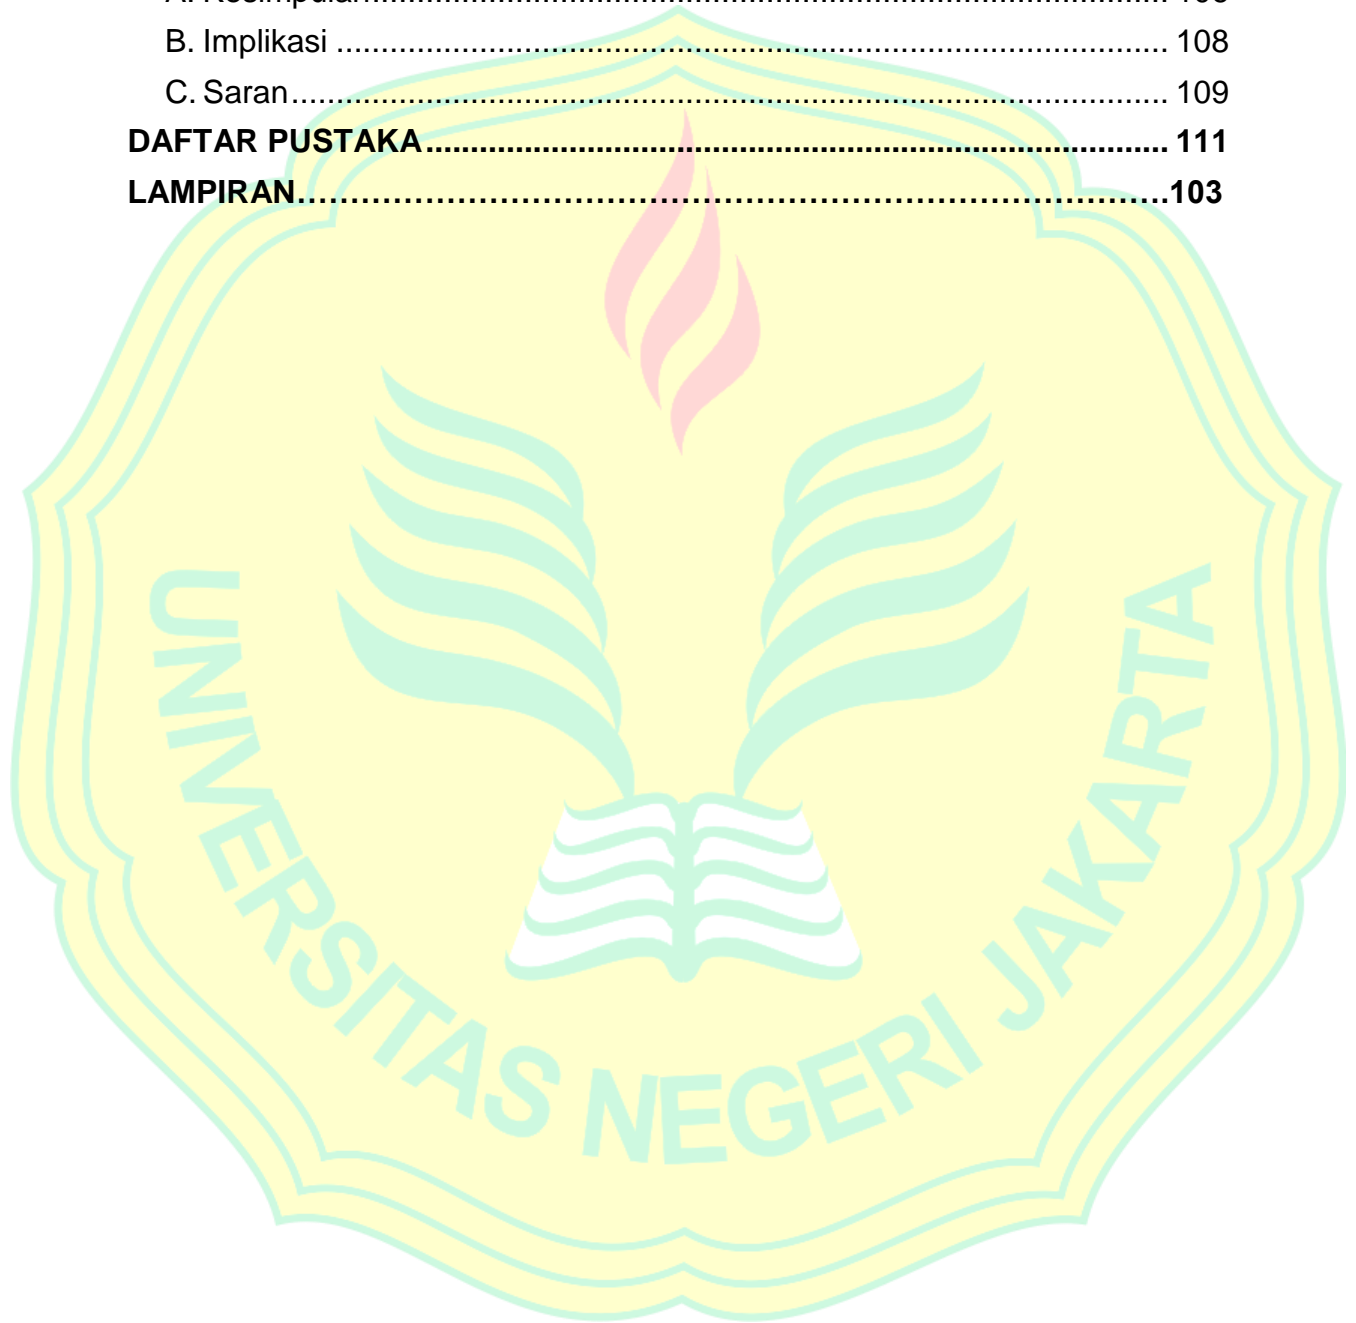 B. Implikasi ............................................................................................. 108
C. Saran .................................................................................................. 109
DAFTAR PUSTAKA ................................................................................... 111
LAMPIRAN……………………………………………………………………….103
UNIVERSITAS NEGERI JAKARTA